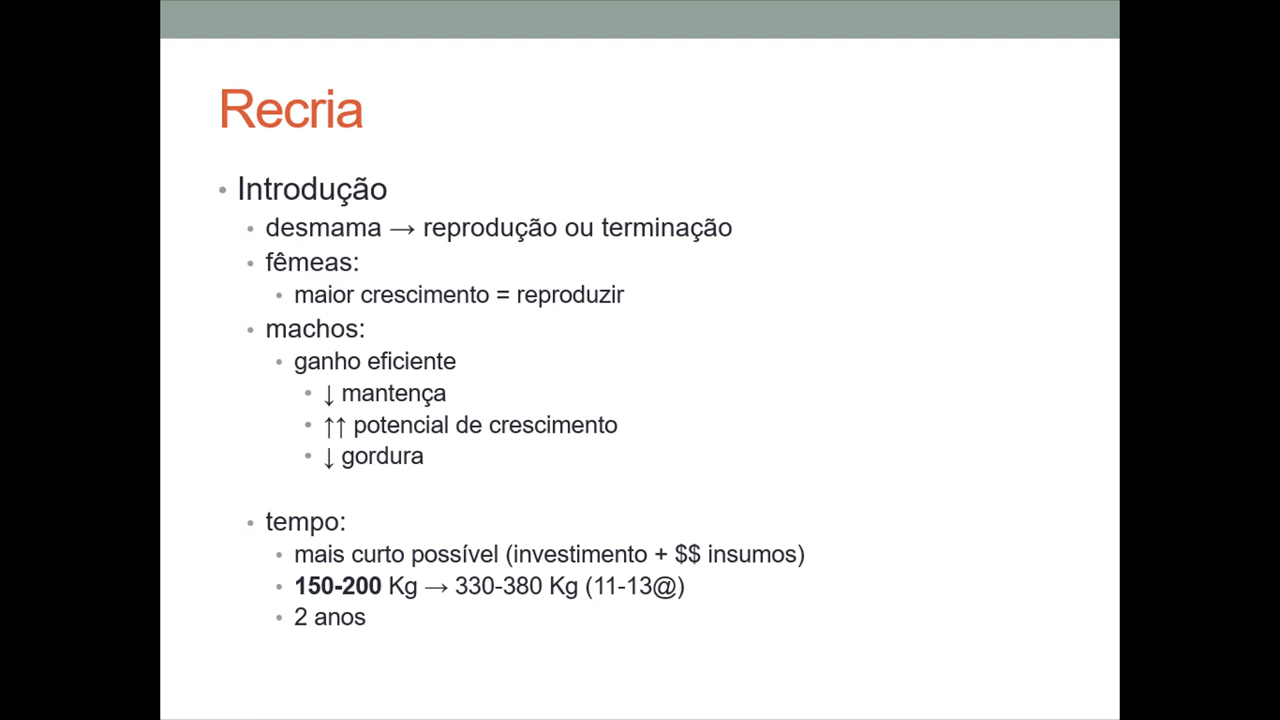 Recria
• Introdução
• desmama → reprodução ou terminação
• fêmeas:
• maior crescimento = reproduzir
• machos:
• ganho eficiente
• ↓ mantença
• ↑↑ potencial de crescimento
• ↓ gordura
• tempo:
• mais curto possível (investimento + $$ insumos)
• 150-200 Kg → 330-380 Kg (11-13@)
• 2 anos